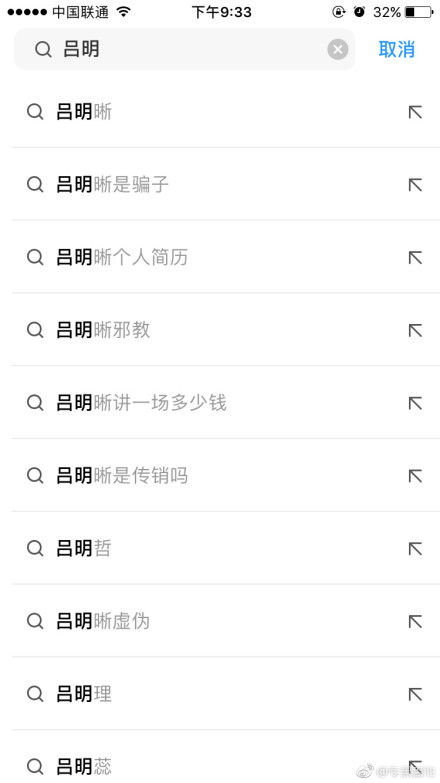 中国联通 下午9:33 32%
吕明 取消
吕明晰
吕明晰是骗子
吕明晰个人简历
吕明晰邪教
吕明晰讲一场多少钱
吕明晰是传销吗
吕明哲
吕明晰虚伪
吕明理
吕明蕊